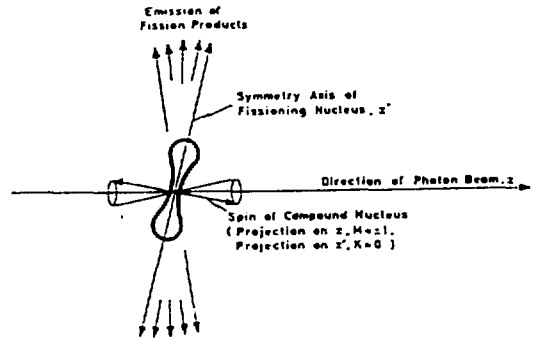 Emission of
Fission Products
Symmetry Axis of
Fissioning Nucleus, z'
Direction of Photon Beam, z
Spin of Compound Nucleus
( Projection on z, M=±1,
Projection on z', K=0 )